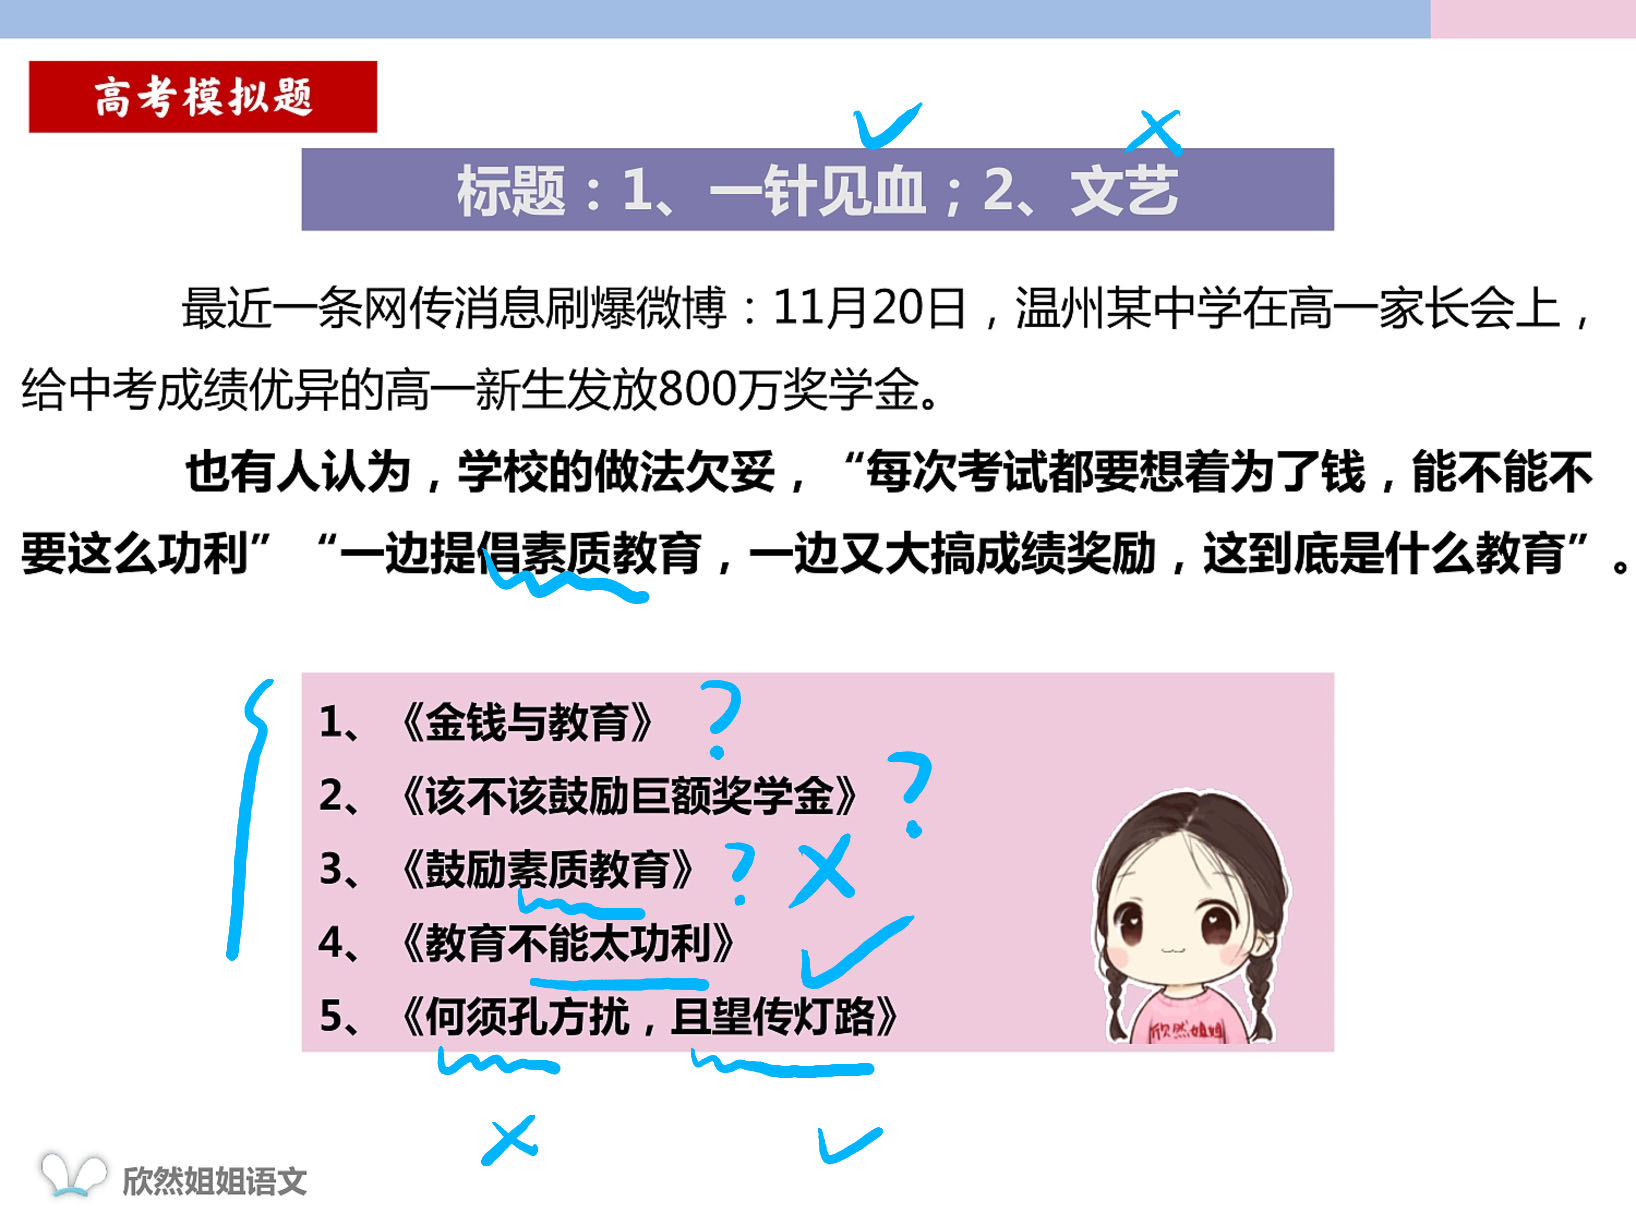 高考模拟题
标题：1、一针见血；2、文艺
最近一条网传消息刷爆微博：11月20日，温州某中学在高一家长会上，
给中考成绩优异的高一新生发放800万奖学金。
也有人认为，学校的做法欠妥，“每次考试都要想着为了钱，能不能不
要这么功利”“一边提倡素质教育，一边又大搞成绩奖励，这到底是什么教育”。
1、《金钱与教育》?
2、《该不该鼓励巨额奖学金》?
3、《鼓励素质教育》?
4、《教育不能太功利》
5、《何须孔方扰，且望传灯路》
欣然姐姐
欣然姐姐语文